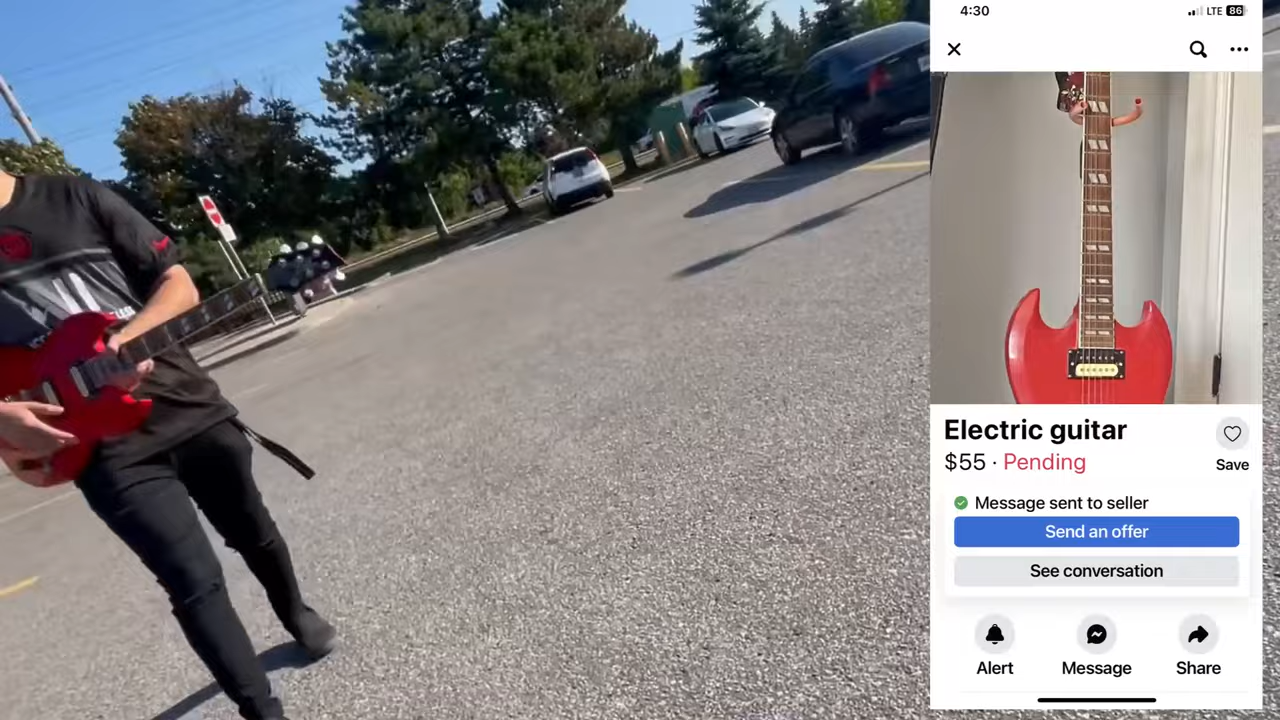 4:30
LTE 86
Electric guitar
$55 · Pending
Save
Message sent to seller
Send an offer
See conversation
Alert
Message
Share